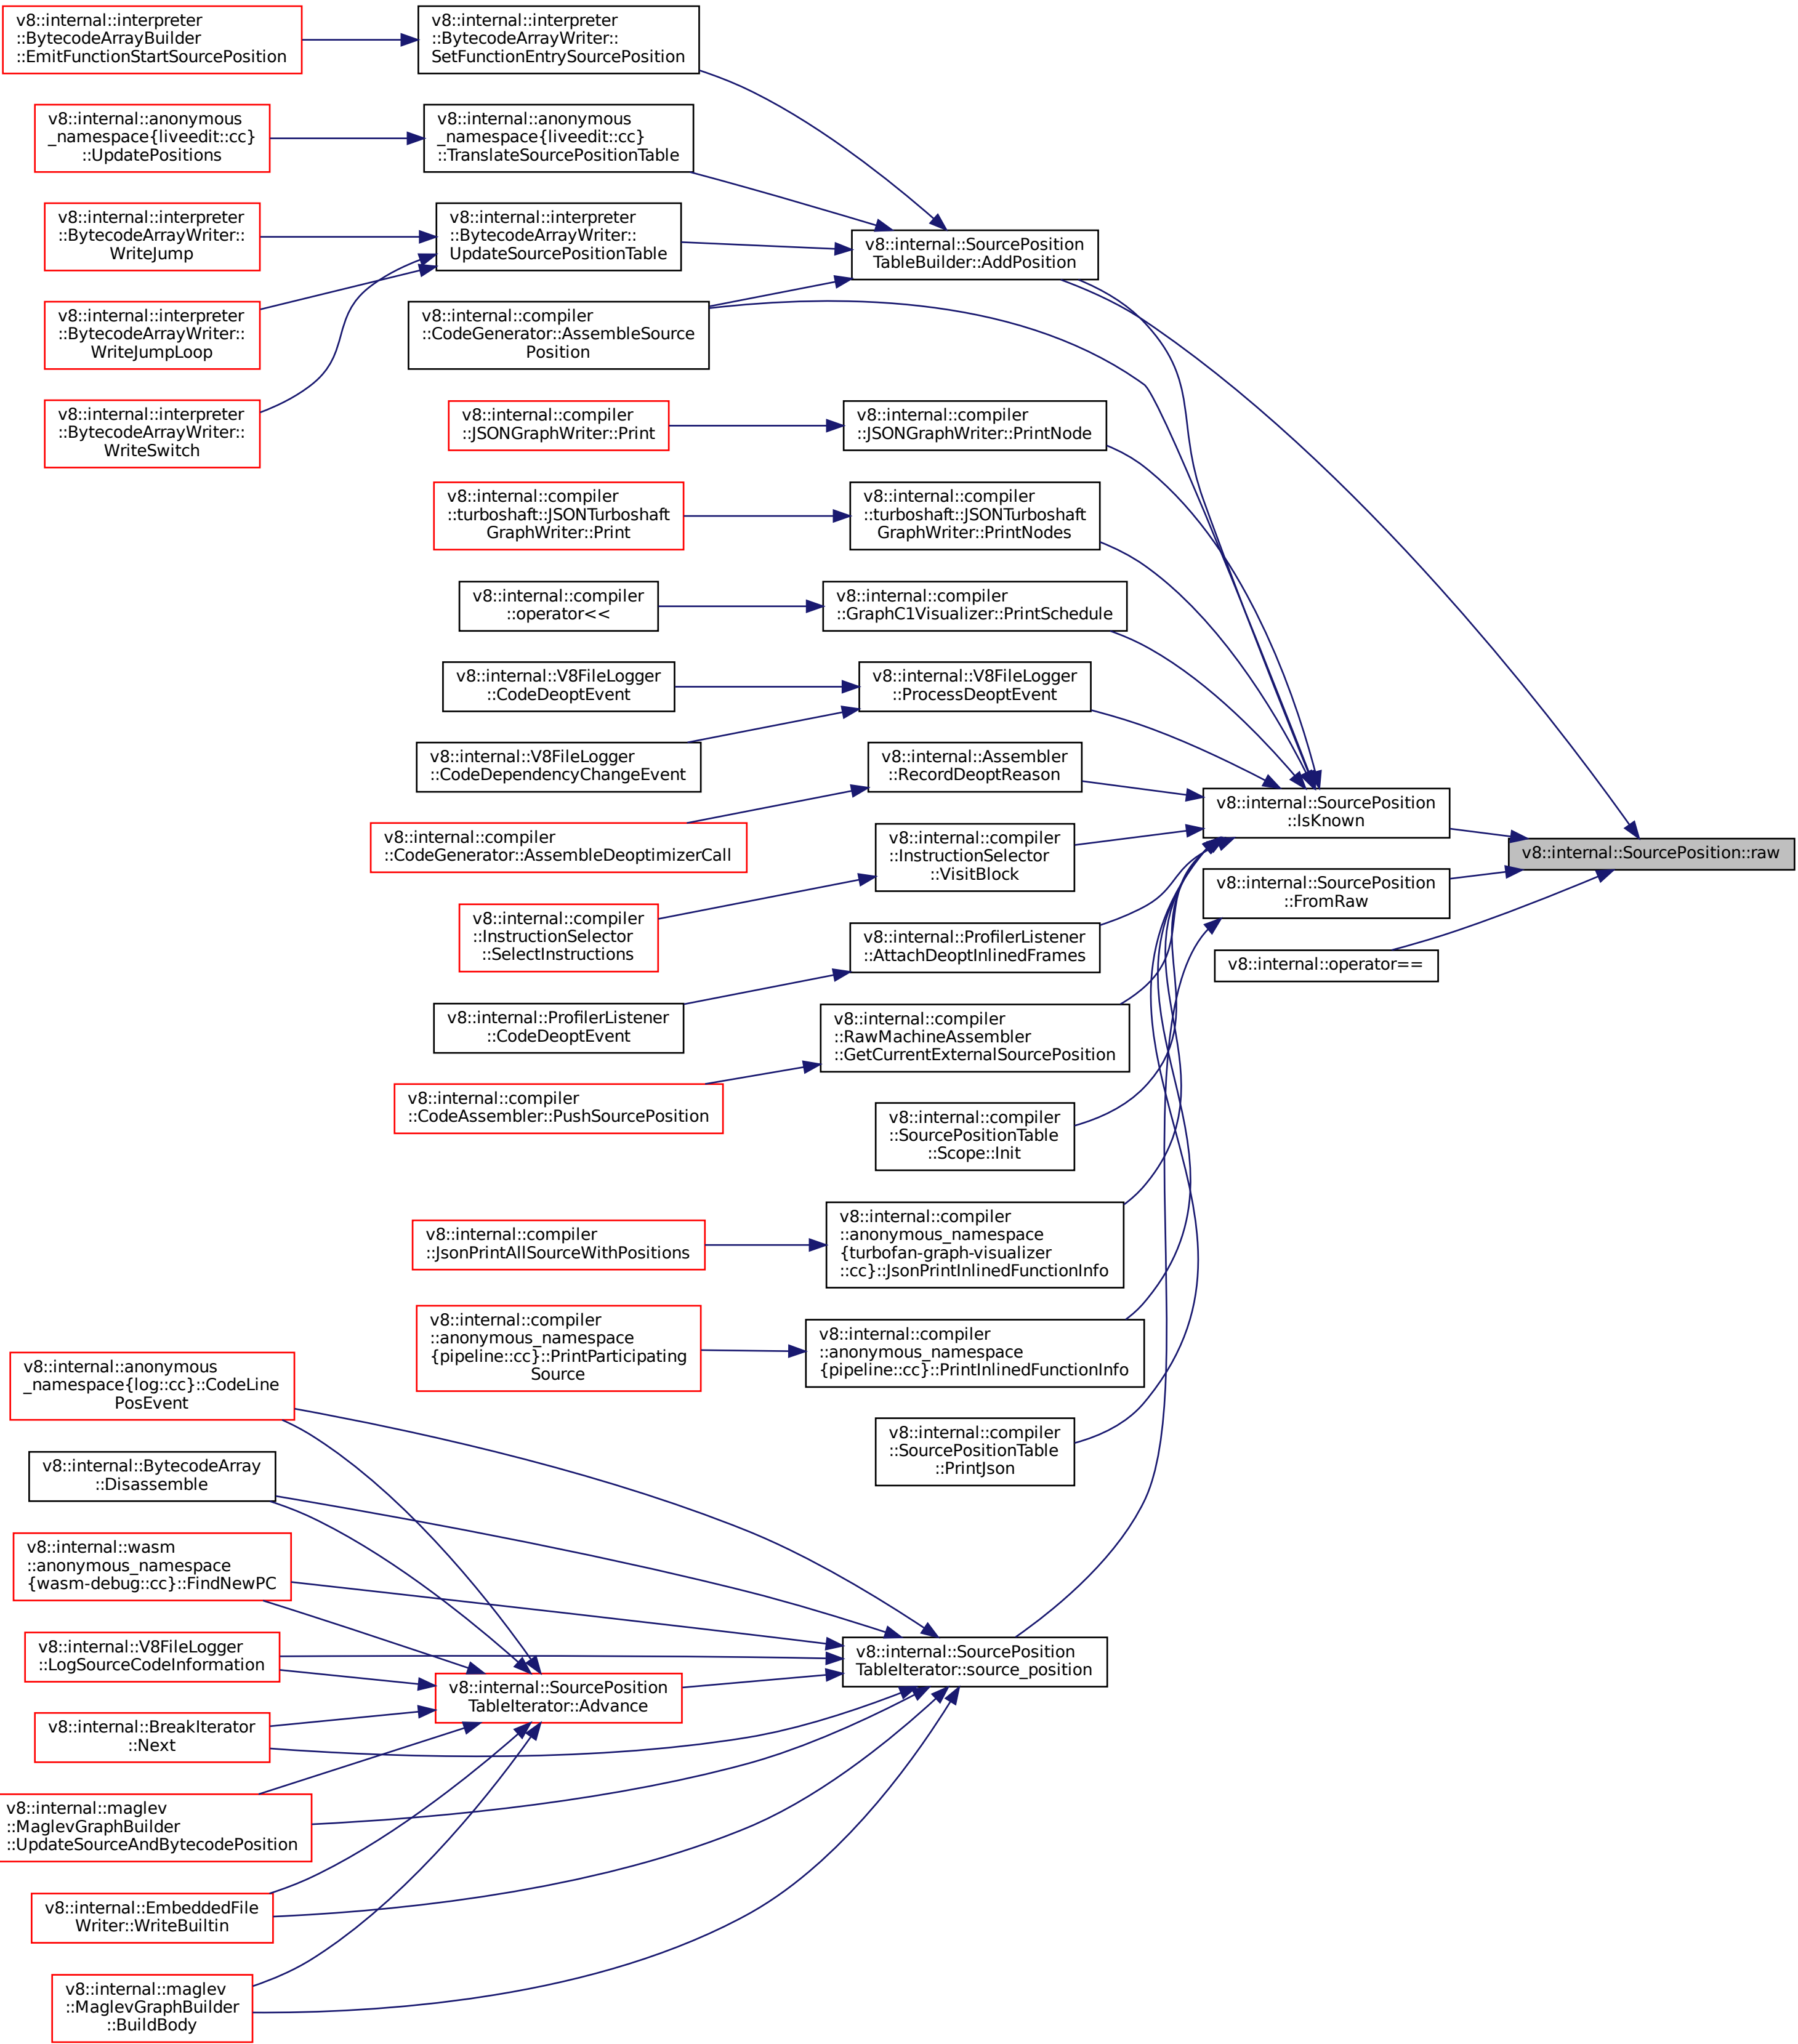 v8::internal::interpreter
::BytecodeArrayBuilder
::EmitFunctionStartSourcePosition
v8::internal::interpreter
::BytecodeArrayWriter::
SetFunctionEntrySourcePosition
v8::internal::anonymous
_namespace{liveedit::cc}
::UpdatePositions
v8::internal::anonymous
_namespace{liveedit::cc}
::TranslateSourcePositionTable
v8::internal::interpreter
::BytecodeArrayWriter::
WriteJump
v8::internal::interpreter
::BytecodeArrayWriter::
UpdateSourcePositionTable
v8::internal::SourcePosition
TableBuilder::AddPosition
v8::internal::interpreter
::BytecodeArrayWriter::
WriteJumpLoop
v8::internal::compiler
::CodeGenerator::AssembleSource
Position
v8::internal::interpreter
::BytecodeArrayWriter::
WriteSwitch
v8::internal::compiler
::JSONGraphWriter::Print
v8::internal::compiler
::JSONGraphWriter::PrintNode
v8::internal::compiler
::turboshaft::JSONTurboshaft
GraphWriter::Print
v8::internal::compiler
::turboshaft::JSONTurboshaft
GraphWriter::PrintNodes
v8::internal::compiler
::operator<<
v8::internal::compiler
::GraphC1Visualizer::PrintSchedule
v8::internal::V8FileLogger
::CodeDeoptEvent
v8::internal::V8FileLogger
::ProcessDeoptEvent
v8::internal::V8FileLogger
::CodeDependencyChangeEvent
v8::internal::Assembler
::RecordDeoptReason
v8::internal::SourcePosition
::IsKnown
v8::internal::SourcePosition::raw
v8::internal::compiler
::CodeGenerator::AssembleDeoptimizerCall
v8::internal::compiler
::InstructionSelector
::VisitBlock
v8::internal::SourcePosition
::FromRaw
v8::internal::compiler
::InstructionSelector
::SelectInstructions
v8::internal::ProfilerListener
::AttachDeoptInlinedFrames
v8::internal::operator==
v8::internal::ProfilerListener
::CodeDeoptEvent
v8::internal::compiler
::RawMachineAssembler
::GetCurrentExternalSourcePosition
v8::internal::compiler
::CodeAssembler::PushSourcePosition
v8::internal::compiler
::SourcePositionTable
::Scope::Init
v8::internal::compiler
::JsonPrintAllSourceWithPositions
v8::internal::compiler
::anonymous_namespace
{turbofan-graph-visualizer
::cc}::JsonPrintInlinedFunctionInfo
v8::internal::compiler
::anonymous_namespace
{pipeline::cc}::PrintParticipating
Source
v8::internal::compiler
::anonymous_namespace
{pipeline::cc}::PrintInlinedFunctionInfo
v8::internal::anonymous
_namespace{log::cc}::CodeLine
PosEvent
v8::internal::compiler
::SourcePositionTable
::PrintJson
v8::internal::BytecodeArray
::Disassemble
v8::internal::wasm
::anonymous_namespace
{wasm-debug::cc}::FindNewPC
v8::internal::V8FileLogger
::LogSourceCodeInformation
v8::internal::SourcePosition
TableIterator::source_position
v8::internal::SourcePosition
TableIterator::Advance
v8::internal::BreakIterator
::Next
v8::internal::maglev
::MaglevGraphBuilder
::UpdateSourceAndBytecodePosition
v8::internal::EmbeddedFile
Writer::WriteBuiltin
v8::internal::maglev
::MaglevGraphBuilder
::BuildBody